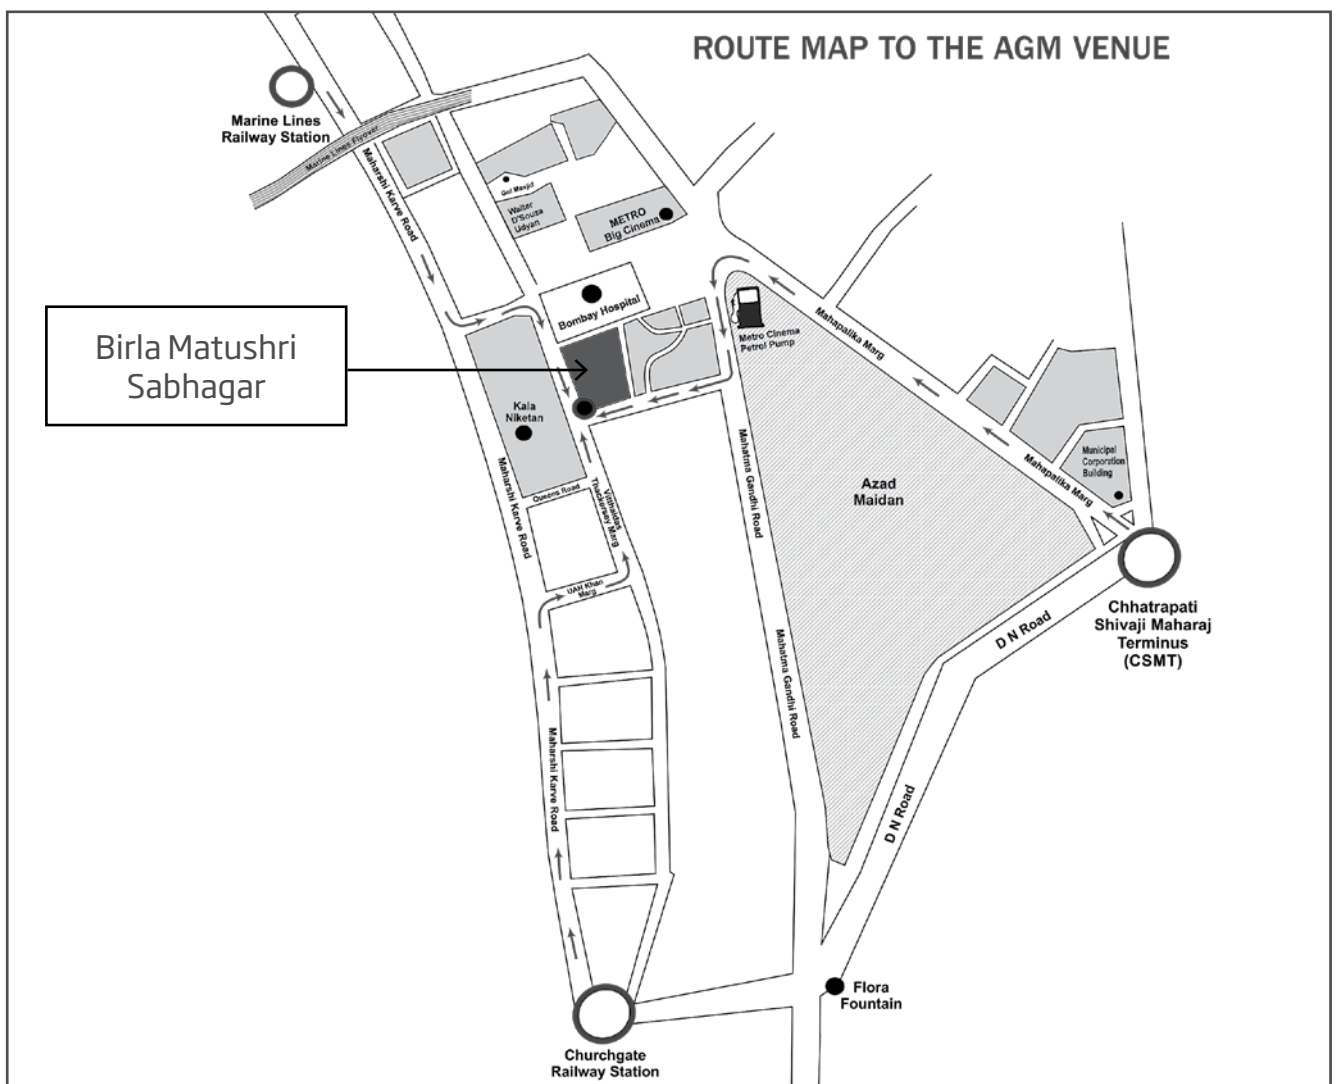 ROUTE MAP TO THE AGM VENUE
Marine Lines
Railway Station
Marine Lines Flyover
Maharshi Karve Road
Gol Masjid
Walter
D'Souza
Udyan
METRO
Big Cinema
Bombay Hospital
Birla Matushri
Sabhagar
Metro Cinema
Petrol Pump
Mahapalika Marg
Kala
Niketan
Maharshi Karve Road
Queens Road
Vitthaldas
Thackersey Marg
Mahatma Gandhi Road
Azad
Maidan
Mahapalika Marg
Municipal
Corporation
Building
UAH Khan
Marg
Chhatrapati
Shivaji Maharaj
Terminus
(CSMT)
D N Road
Mahatma Gandhi Road
Maharshi Karve Road
D N Road
Flora
Fountain
Churchgate
Railway Station